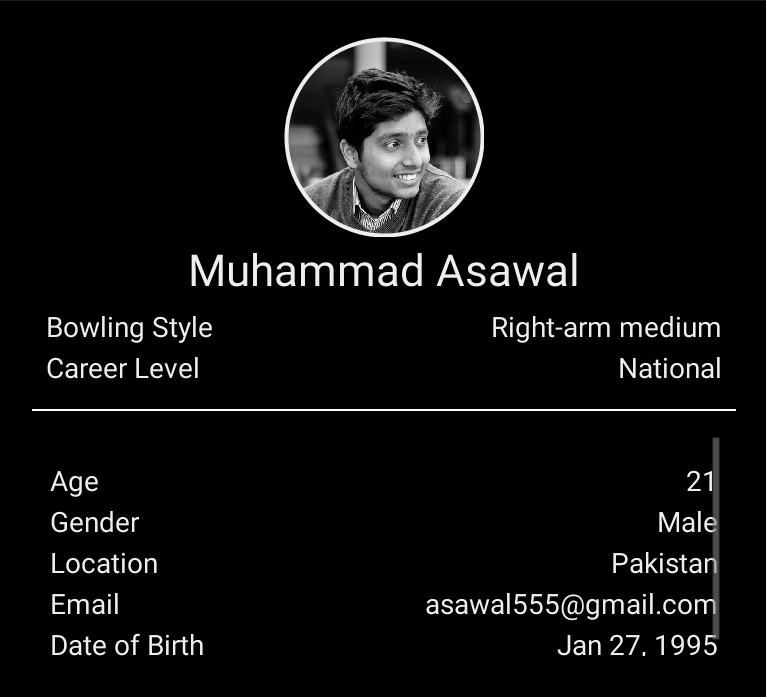 Muhammad Asawal
Bowling Style Right-arm medium
Career Level National
Age 21
Gender Male
Location Pakistan
Email asawal555@gmail.com
Date of Birth Jan 27, 1995